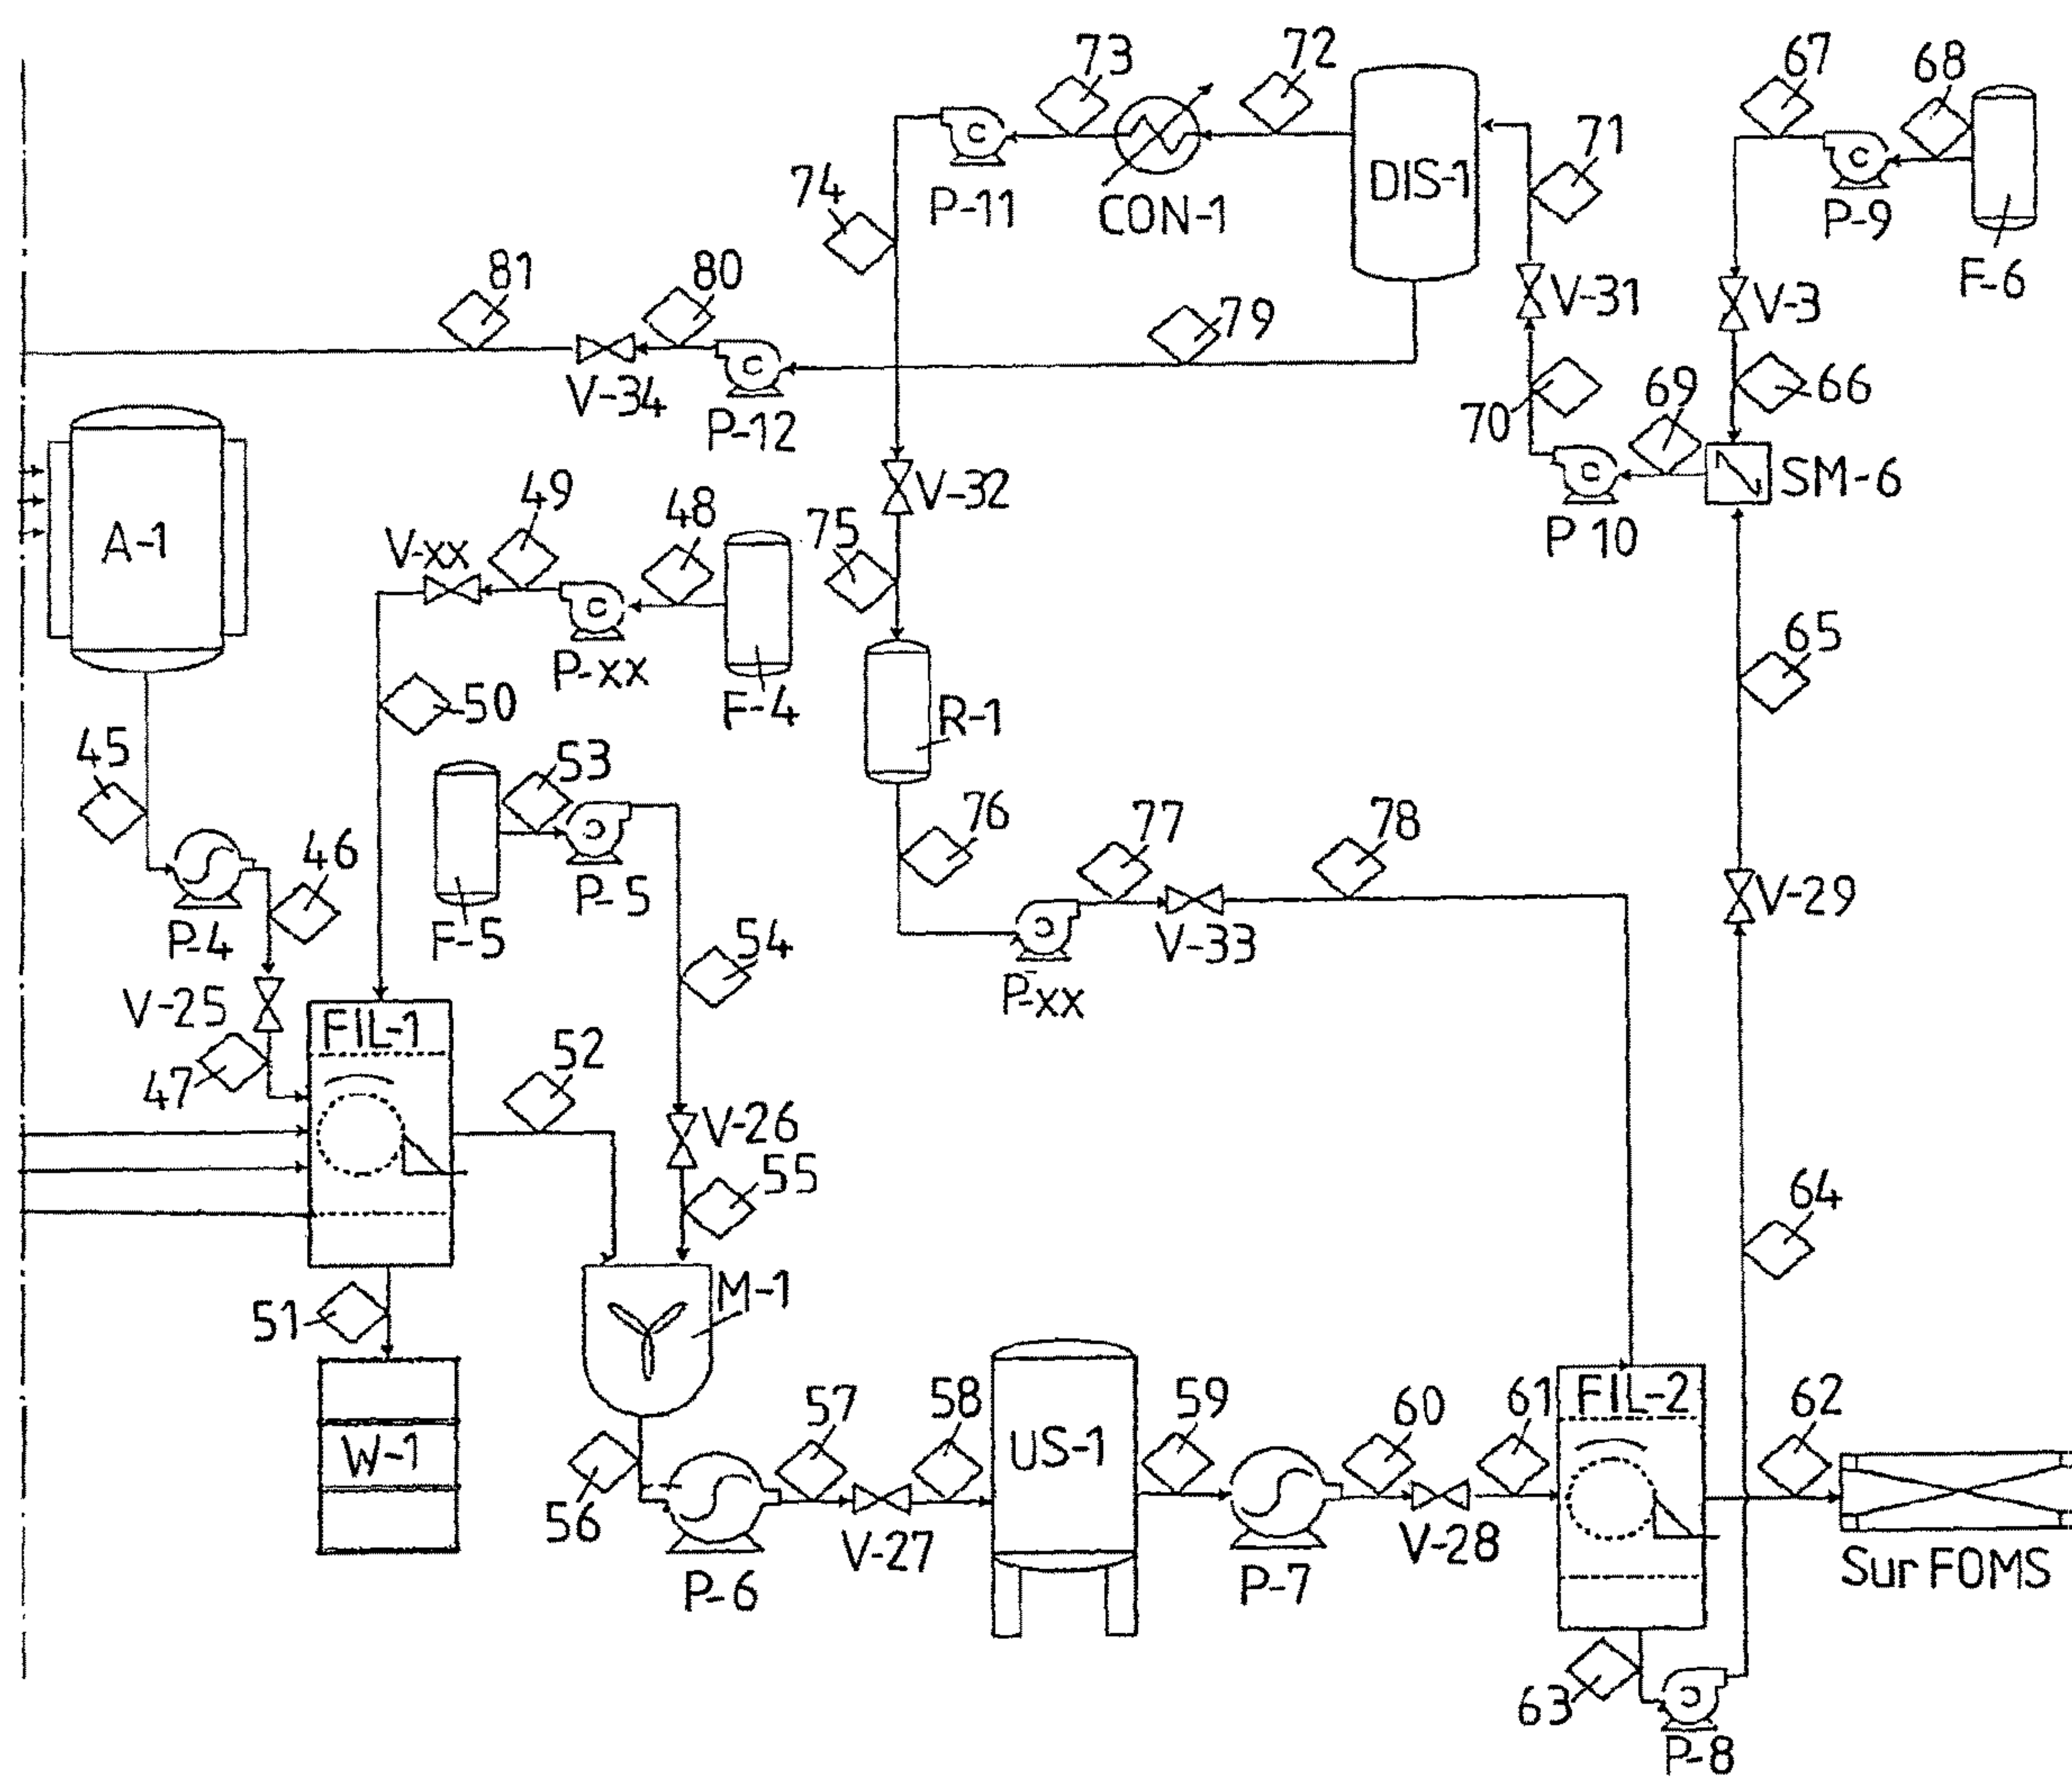 73
72
67
68
71
74
P-11
CON-1
DIS-1
P-9
F-6
81
80
79
V-31
V-3
V-34
P-12
70
69
66
SM-6
P 10
A-1
V-xx
49
48
V-32
75
P-xx
F-4
50
R-1
65
45
53
46
P-4
F-5
P-5
76
77
78
54
V-29
V-33
P-xx
V-25
FIL-1
47
52
V-26
55
64
51
M-1
W-1
56
57
58
US-1
59
60
61
FIL-2
62
P-6
V-27
P-7
V-28
Sur FOMS
63
P-8